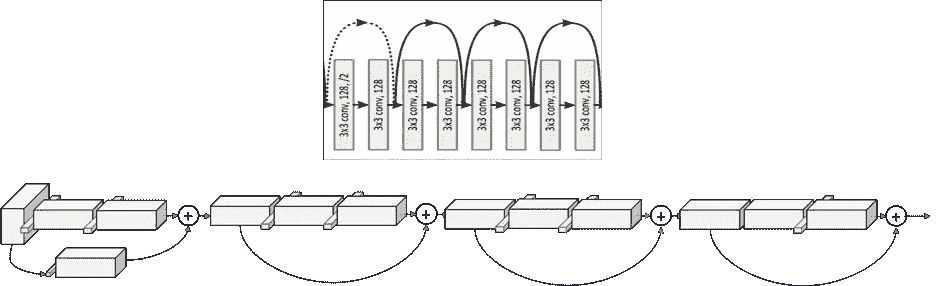 3x3 conv, 128, /2
3x3 conv, 128
3x3 conv, 128
3x3 conv, 128
3x3 conv, 128
3x3 conv, 128
3x3 conv, 128
3x3 conv, 128
+
+
+
+